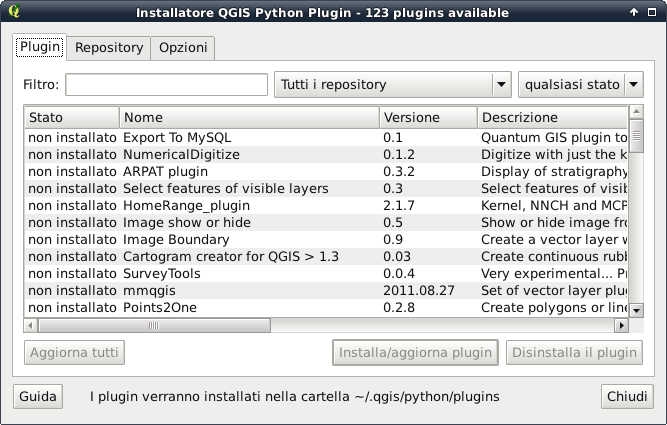 Installatore QGIS Python Plugin - 123 plugins available
Plugin Repository Opzioni
Filtro: Tutti i repository qualsiasi stato
Stato Nome Versione Descrizione
non installato Export To MySQL 0.1 Quantum GIS plugin to
non installato NumericalDigitize 0.1.2 Digitize with just the k
non installato ARPAT plugin 0.3.2 Display of stratigraphy
non installato Select features of visible layers 0.3 Select features of visib
non installato HomeRange_plugin 2.1.7 Kernel, NNCH and MCP
non installato Image show or hide 0.5 Show or hide image fro
non installato Image Boundary 0.9 Create a vector layer w
non installato Cartogram creator for QGIS > 1.3 0.03 Create continuous rubb
non installato SurveyTools 0.0.4 Very experimental... Pr
non installato mmqgis 2011.08.27 Set of vector layer plu
non installato Points2One 0.2.8 Create polygons or line
Aggiorna tutti Installa/aggiorna plugin Disinstalla il plugin
Guida I plugin verranno installati nella cartella ~/.qgis/python/plugins Chiudi